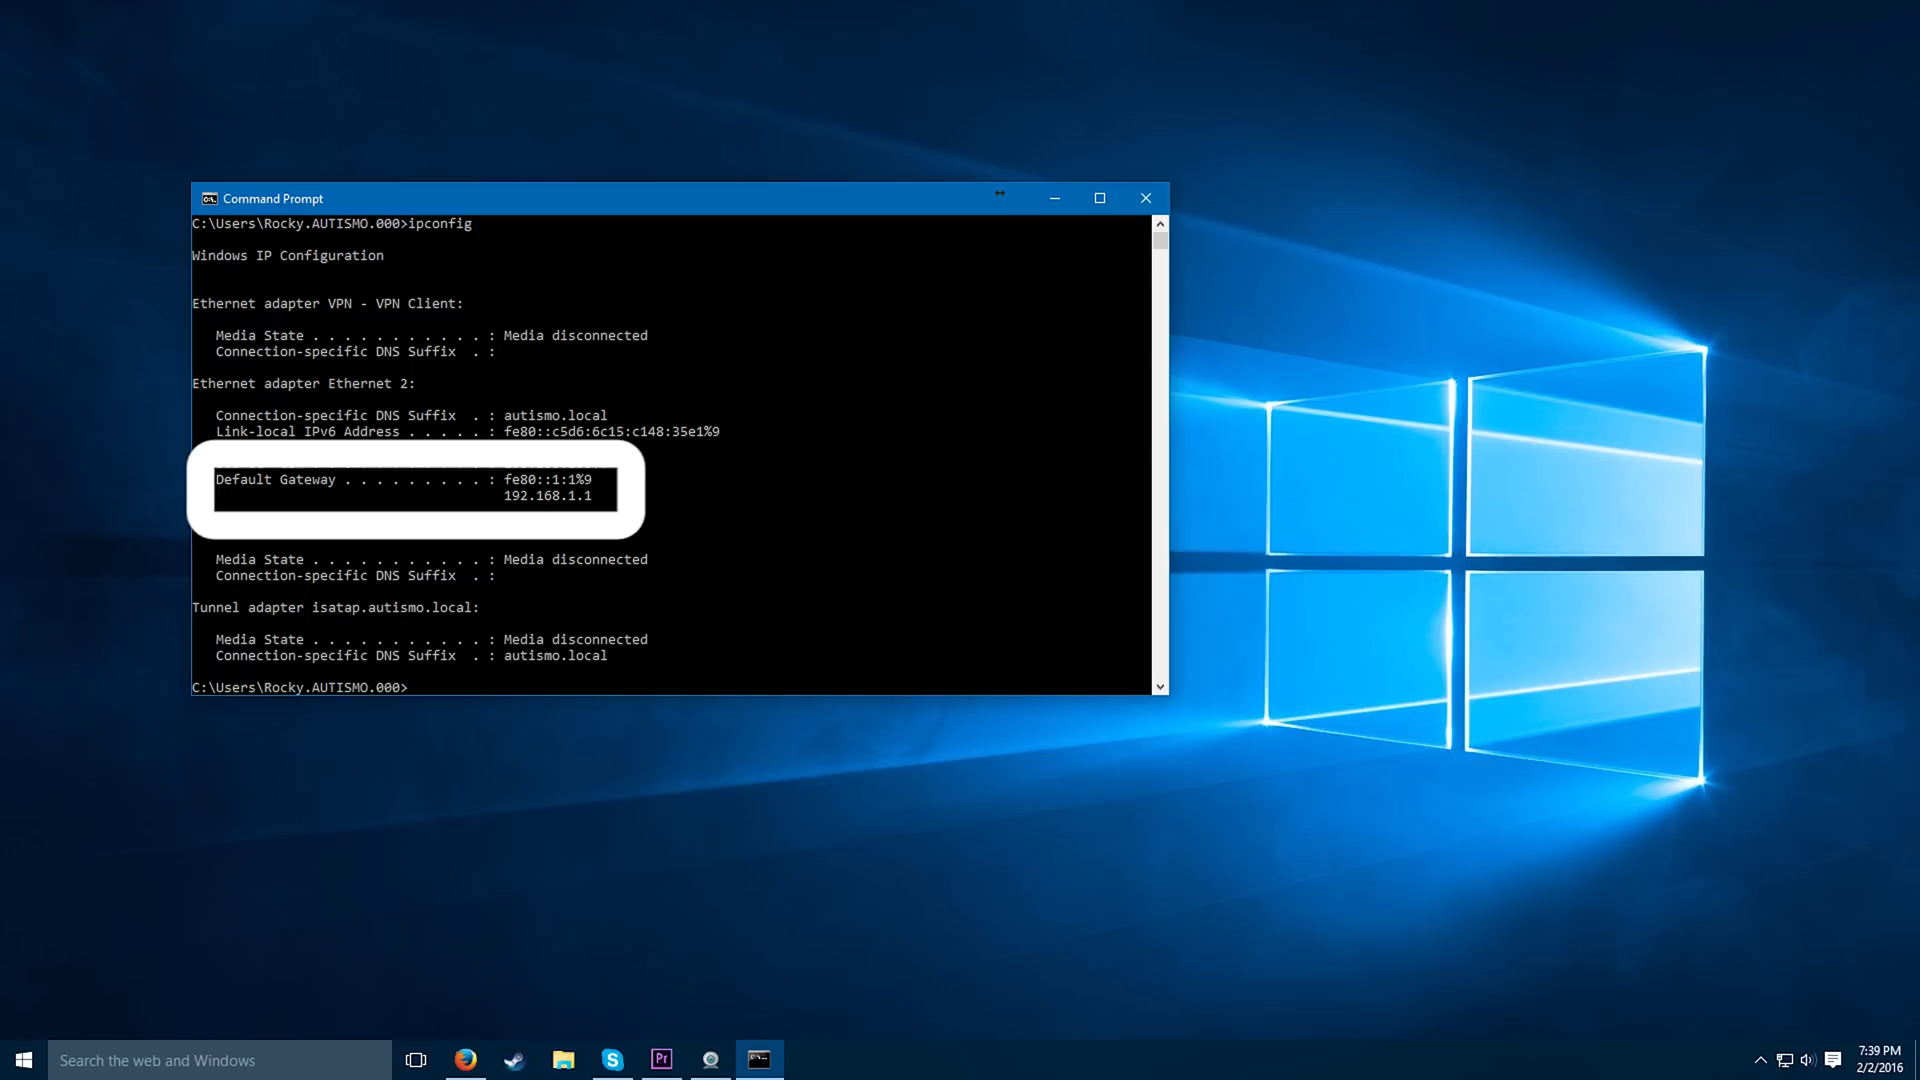 Command Prompt
C:\Users\Rocky.AUTISMO.000>ipconfig
Windows IP Configuration
Ethernet adapter VPN - VPN Client:
Media State . . . . . . . . . . . : Media disconnected
Connection-specific DNS Suffix  . :
Ethernet adapter Ethernet 2:
Connection-specific DNS Suffix  . : autismo.local
Link-local IPv6 Address . . . . . : fe80::c5d6:6c15:c148:35e1%9
Default Gateway . . . . . . . . . : fe80::1:1%9
192.168.1.1
Media State . . . . . . . . . . . : Media disconnected
Connection-specific DNS Suffix  . :
Tunnel adapter isatap.autismo.local:
Media State . . . . . . . . . . . : Media disconnected
Connection-specific DNS Suffix  . : autismo.local
C:\Users\Rocky.AUTISMO.000>
Search the web and Windows
Pr
7:39 PM
2/2/2016